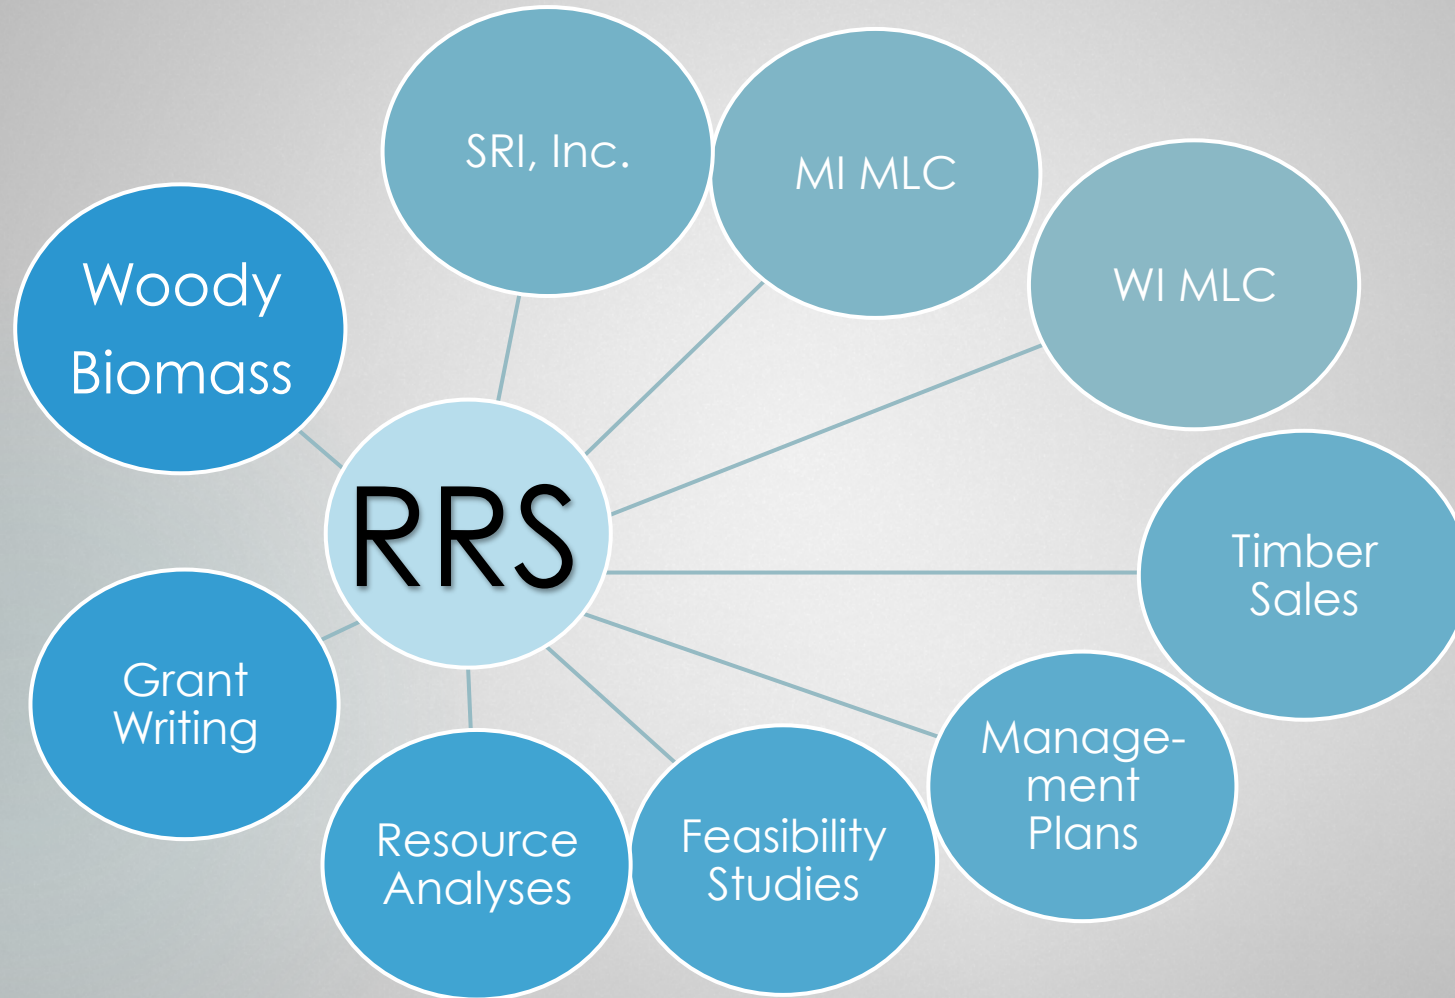 SRI, Inc.
MI MLC
WI MLC
Woody
Biomass
RRS
Timber
Sales
Manage-
ment
Plans
Feasibility
Studies
Resource
Analyses
Grant
Writing